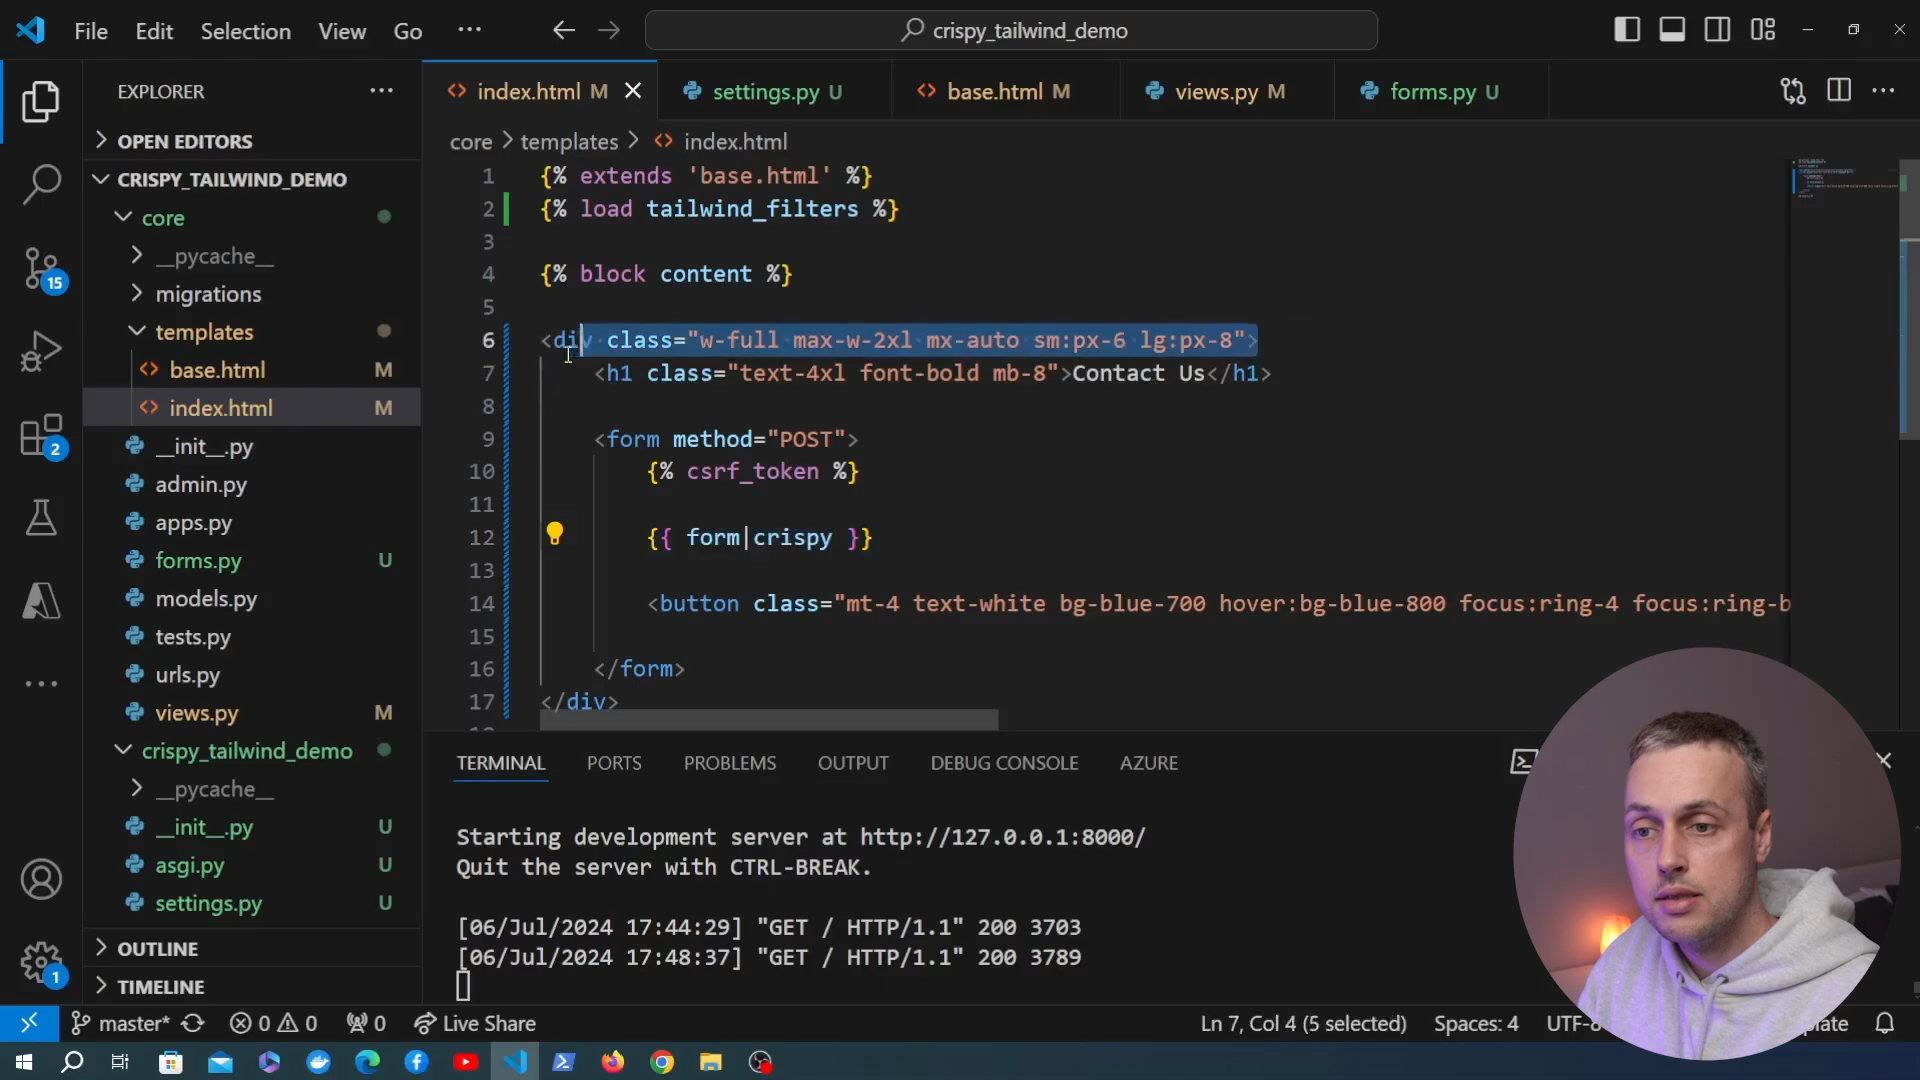 File Edit Selection View Go ··· crispy_tailwind_demo
EXPLORER ···
index.html M settings.py U base.html M views.py M forms.py U
OPEN EDITORS
core > templates > index.html
CRISPY_TAILWIND_DEMO
core
__pycache__
migrations
templates
base.html M
index.html M
__init__.py
admin.py
apps.py
forms.py U
models.py
tests.py
urls.py
views.py M
crispy_tailwind_demo
__pycache__
__init__.py U
asgi.py U
settings.py U
OUTLINE
TIMELINE
15
2
1
1 {% extends 'base.html' %}
2 {% load tailwind_filters %}
3
4 {% block content %}
5
6 <div class="w-full max-w-2xl mx-auto sm:px-6 lg:px-8">
7 <h1 class="text-4xl font-bold mb-8">Contact Us</h1>
8
9 <form method="POST">
10 {% csrf_token %}
11
12 {{ form|crispy }}
13
14 <button class="mt-4 text-white bg-blue-700 hover:bg-blue-800 focus:ring-4 focus:ring-b
15
16 </form>
17 </div>
TERMINAL PORTS PROBLEMS OUTPUT DEBUG CONSOLE AZURE
Starting development server at http://127.0.0.1:8000/
Quit the server with CTRL-BREAK.
[06/Jul/2024 17:44:29] "GET / HTTP/1.1" 200 3703
[06/Jul/2024 17:48:37] "GET / HTTP/1.1" 200 3789
master* 0 0 0 Live Share Ln 7, Col 4 (5 selected) Spaces: 4